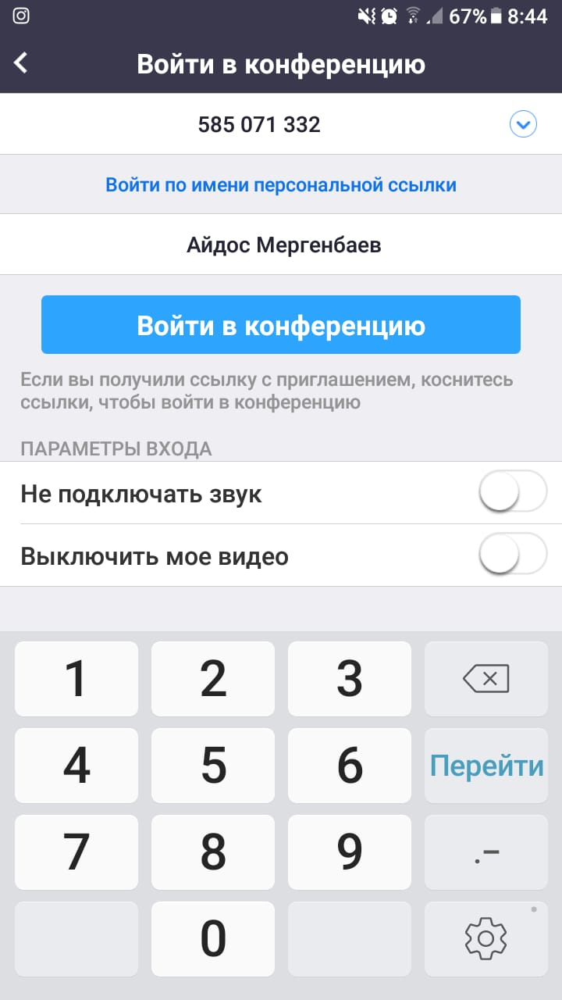 67% 8:44
Войти в конференцию
585 071 332
Войти по имени персональной ссылки
Айдос Мергенбаев
Войти в конференцию
Если вы получили ссылку с приглашением, коснитесь
ссылки, чтобы войти в конференцию
ПАРАМЕТРЫ ВХОДА
Не подключать звук
Выключить мое видео
1 2 3
4 5 6 Перейти
7 8 9 .–
0